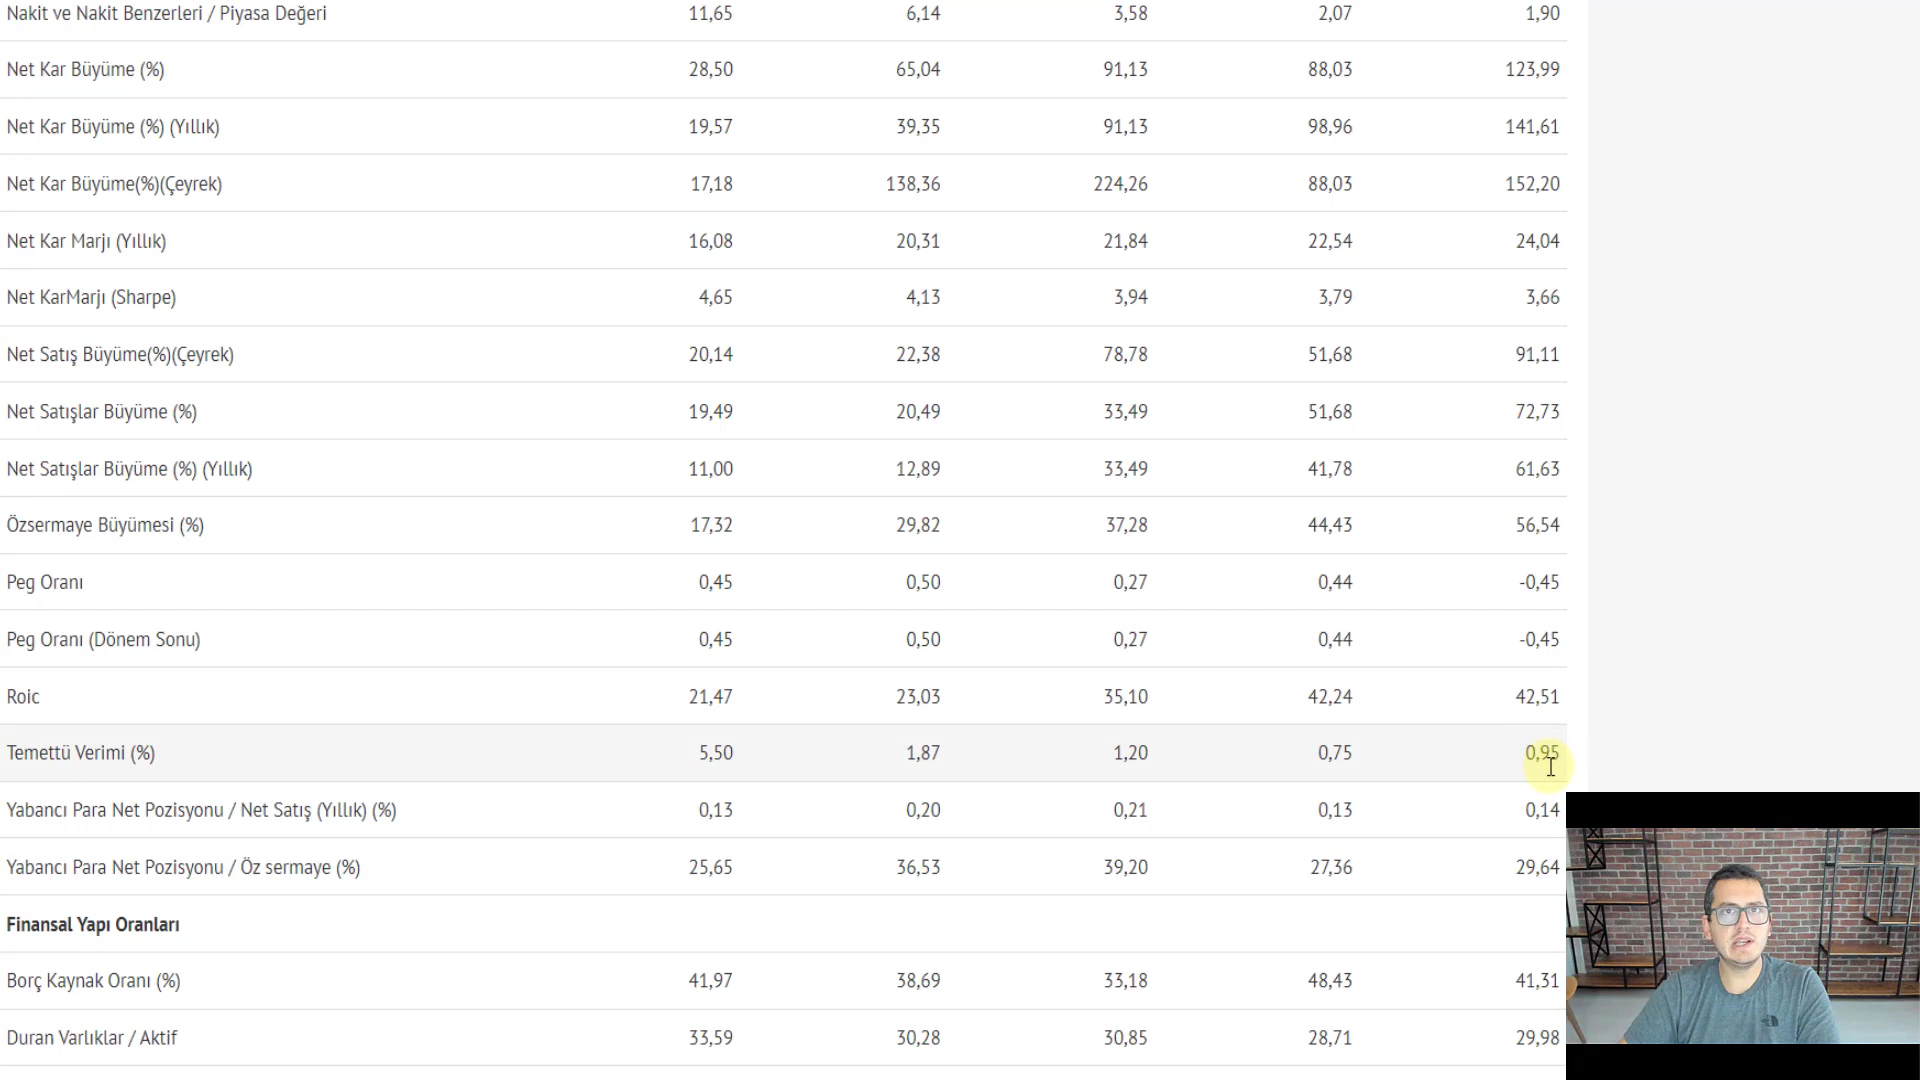 Nakit ve Nakit Benzerleri / Piyasa Değeri 11,65 6,14 3,58 2,07 1,90
Net Kar Büyüme (%) 28,50 65,04 91,13 88,03 123,99
Net Kar Büyüme (%) (Yıllık) 19,57 39,35 91,13 98,96 141,61
Net Kar Büyüme(%)(Çeyrek) 17,18 138,36 224,26 88,03 152,20
Net Kar Marjı (Yıllık) 16,08 20,31 21,84 22,54 24,04
Net KarMarjı (Sharpe) 4,65 4,13 3,94 3,79 3,66
Net Satış Büyüme(%)(Çeyrek) 20,14 22,38 78,78 51,68 91,11
Net Satışlar Büyüme (%) 19,49 20,49 33,49 51,68 72,73
Net Satışlar Büyüme (%) (Yıllık) 11,00 12,89 33,49 41,78 61,63
Özsermaye Büyümesi (%) 17,32 29,82 37,28 44,43 56,54
Peg Oranı 0,45 0,50 0,27 0,44 -0,45
Peg Oranı (Dönem Sonu) 0,45 0,50 0,27 0,44 -0,45
Roic 21,47 23,03 35,10 42,24 42,51
Temettü Verimi (%) 5,50 1,87 1,20 0,75 0,95
Yabancı Para Net Pozisyonu / Net Satış (Yıllık) (%) 0,13 0,20 0,21 0,13 0,14
Yabancı Para Net Pozisyonu / Öz sermaye (%) 25,65 36,53 39,20 27,36 29,64
Finansal Yapı Oranları
Borç Kaynak Oranı (%) 41,97 38,69 33,18 48,43 41,31
Duran Varlıklar / Aktif 33,59 30,28 30,85 28,71 29,98